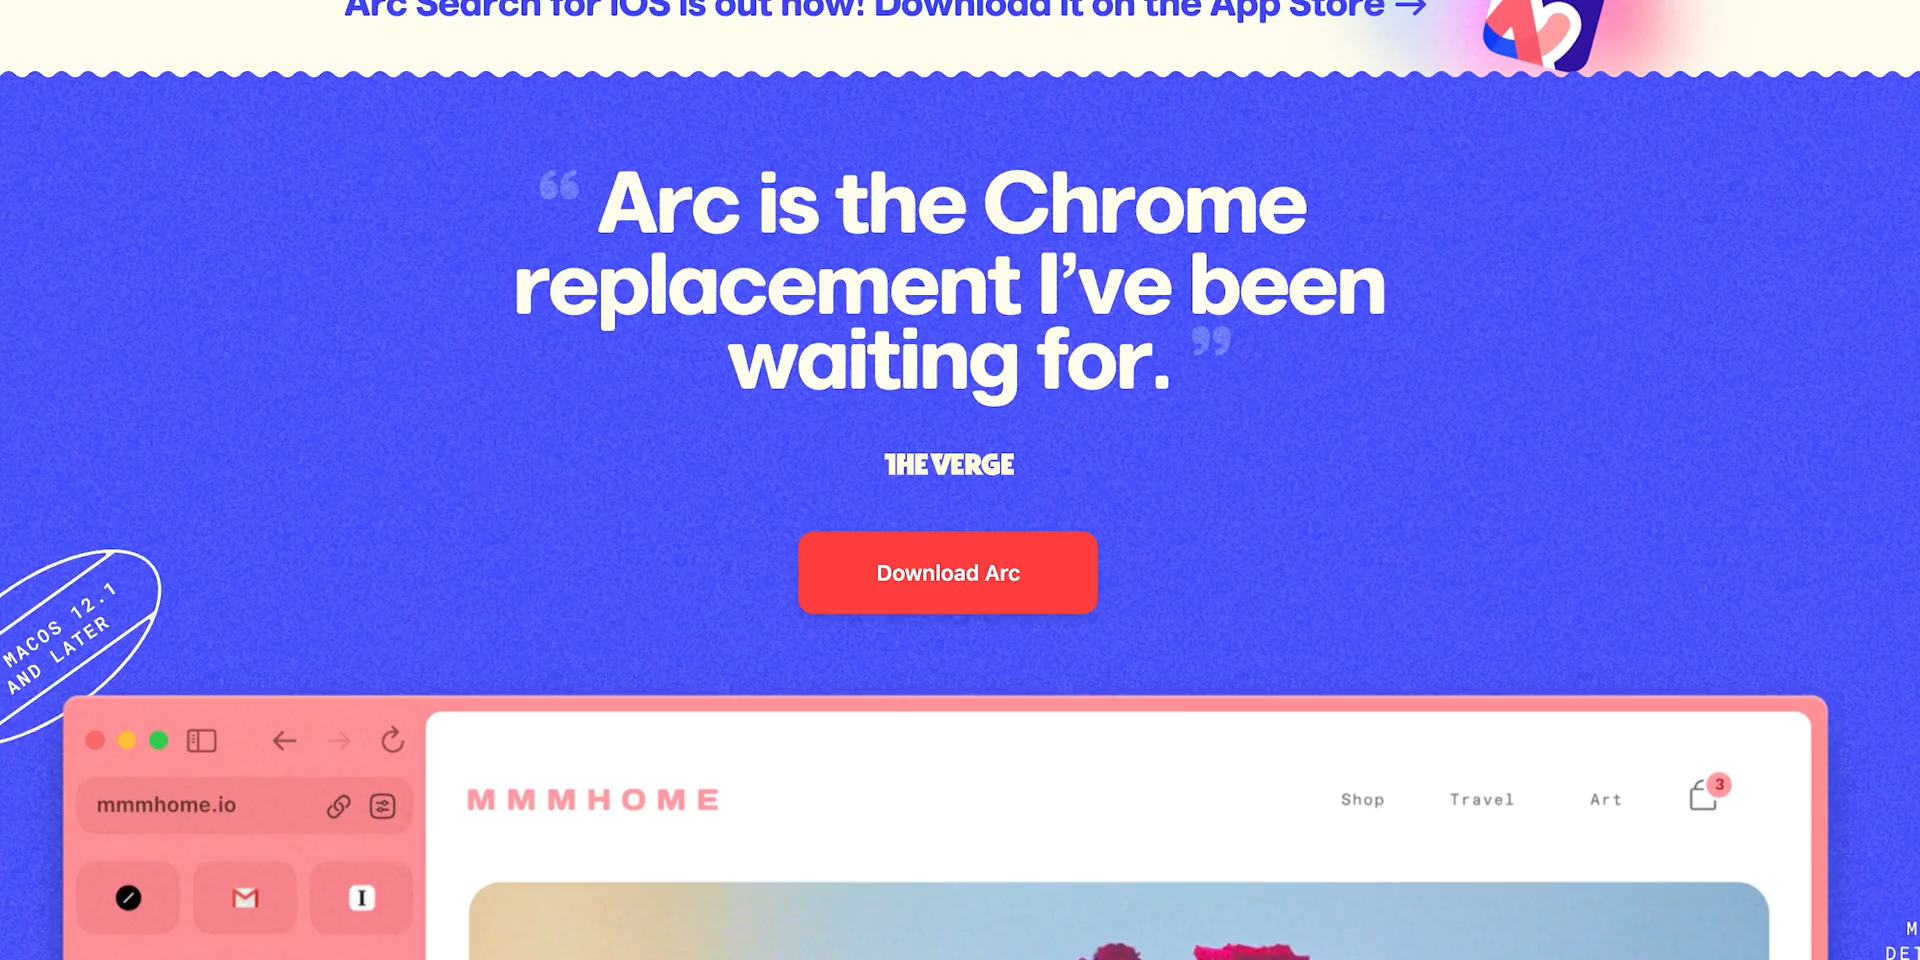 Arc Search for iOS is out now! Download it on the App Store →
“ Arc is the Chrome
replacement I’ve been
waiting for. ”
THE VERGE
Download Arc
MACOS 12.1
AND LATER
mmmhome.io
MMMHOME
Shop
Travel
Art
3
I